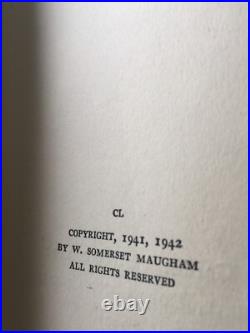 CL
COPYRIGHT, 1941, 1942
BY W. SOMERSET MAUGHAM
ALL RIGHTS RESERVED